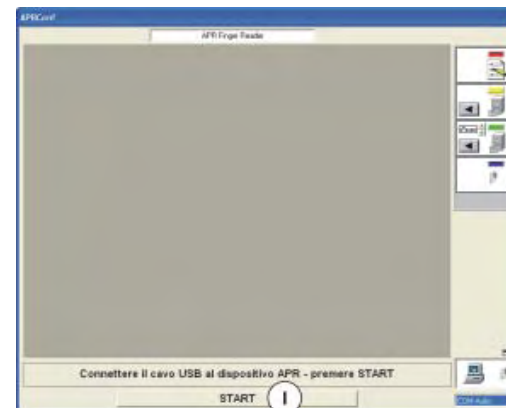 APRConf
APR Finger Reader
Connettere il cavo USB al dispositivo APR - premere START
START I
COM Auto